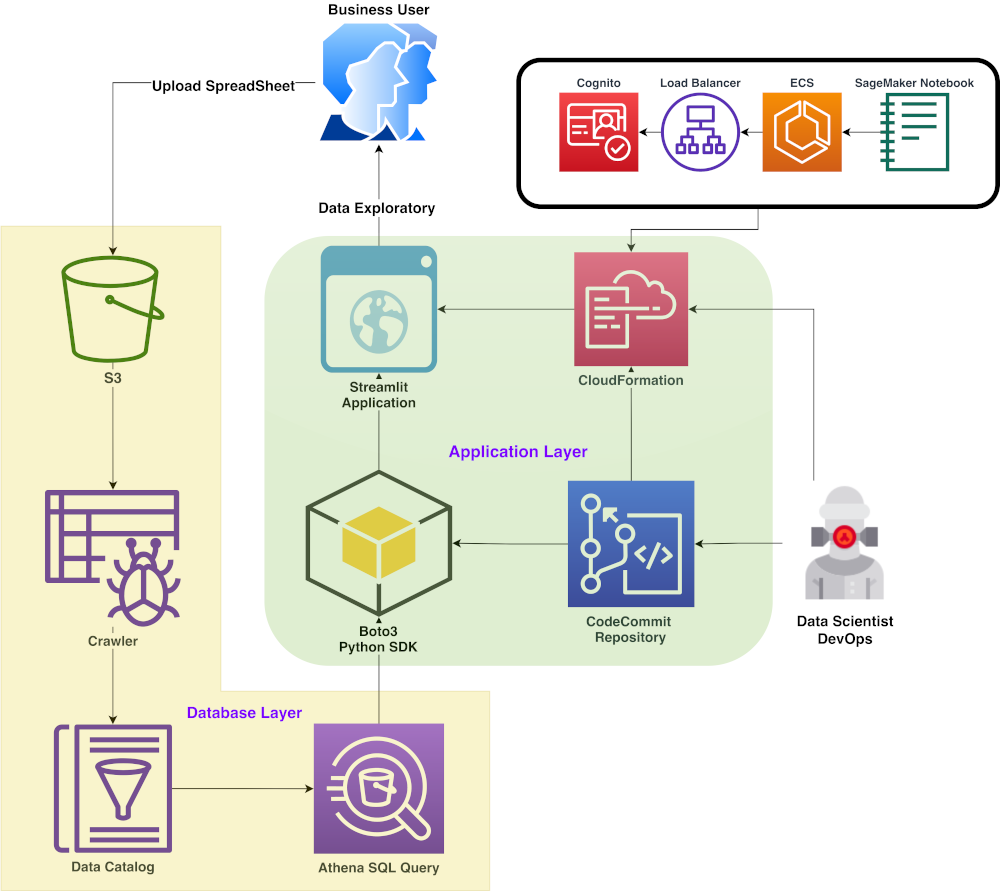 Business User
Upload SpreadSheet
Cognito
Load Balancer
ECS
SageMaker Notebook
Data Exploratory
S3
Streamlit
Application
CloudFormation
Application Layer
Crawler
Boto3
Python SDK
CodeCommit
Repository
Data Scientist
DevOps
Database Layer
Data Catalog
Athena SQL Query